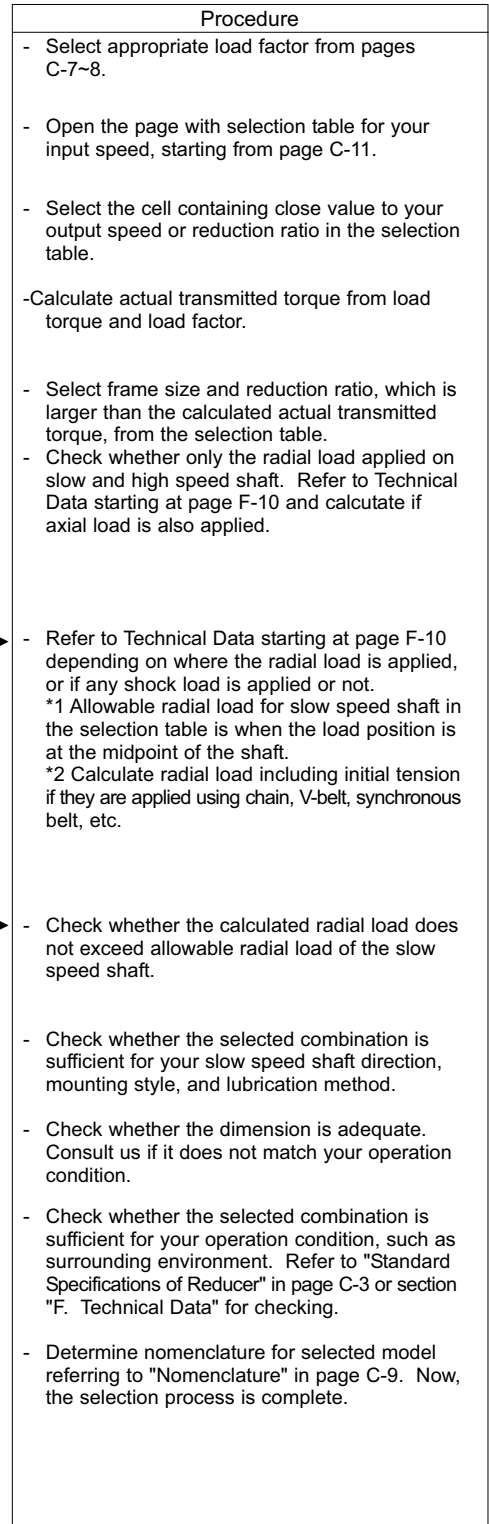 Procedure
- Select appropriate load factor from pages
C-7~8.
- Open the page with selection table for your
input speed, starting from page C-11.
- Select the cell containing close value to your
output speed or reduction ratio in the selection
table.
-Calculate actual transmitted torque from load
torque and load factor.
- Select frame size and reduction ratio, which is
larger than the calculated actual transmitted
torque, from the selection table.
- Check whether only the radial load applied on
slow and high speed shaft. Refer to Technical
Data starting at page F-10 and calcutate if
axial load is also applied.
- Refer to Technical Data starting at page F-10
depending on where the radial load is applied,
or if any shock load is applied or not.
*1 Allowable radial load for slow speed shaft in
the selection table is when the load position is
at the midpoint of the shaft.
*2 Calculate radial load including initial tension
if they are applied using chain, V-belt, synchronous
belt, etc.
- Check whether the calculated radial load does
not exceed allowable radial load of the slow
speed shaft.
- Check whether the selected combination is
sufficient for your slow speed shaft direction,
mounting style, and lubrication method.
- Check whether the dimension is adequate.
Consult us if it does not match your operation
condition.
- Check whether the selected combination is
sufficient for your operation condition, such as
surrounding environment. Refer to "Standard
Specifications of Reducer" in page C-3 or section
"F. Technical Data" for checking.
- Determine nomenclature for selected model
referring to "Nomenclature" in page C-9. Now,
the selection process is complete.